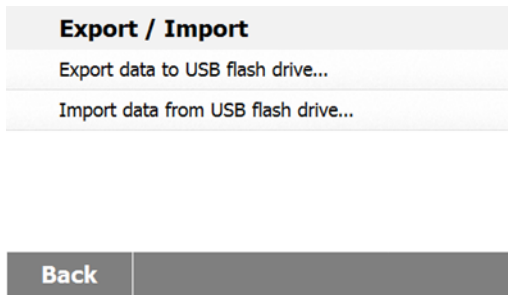 Export / Import
Export data to USB flash drive...
Import data from USB flash drive...
Back